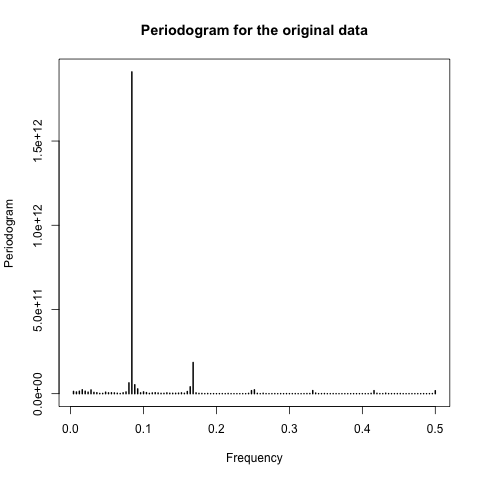 Periodogram for the original data
Periodogram
1.5e+12
1.0e+12
5.0e+11
0.0e+00
0.0 0.1 0.2 0.3 0.4 0.5
Frequency